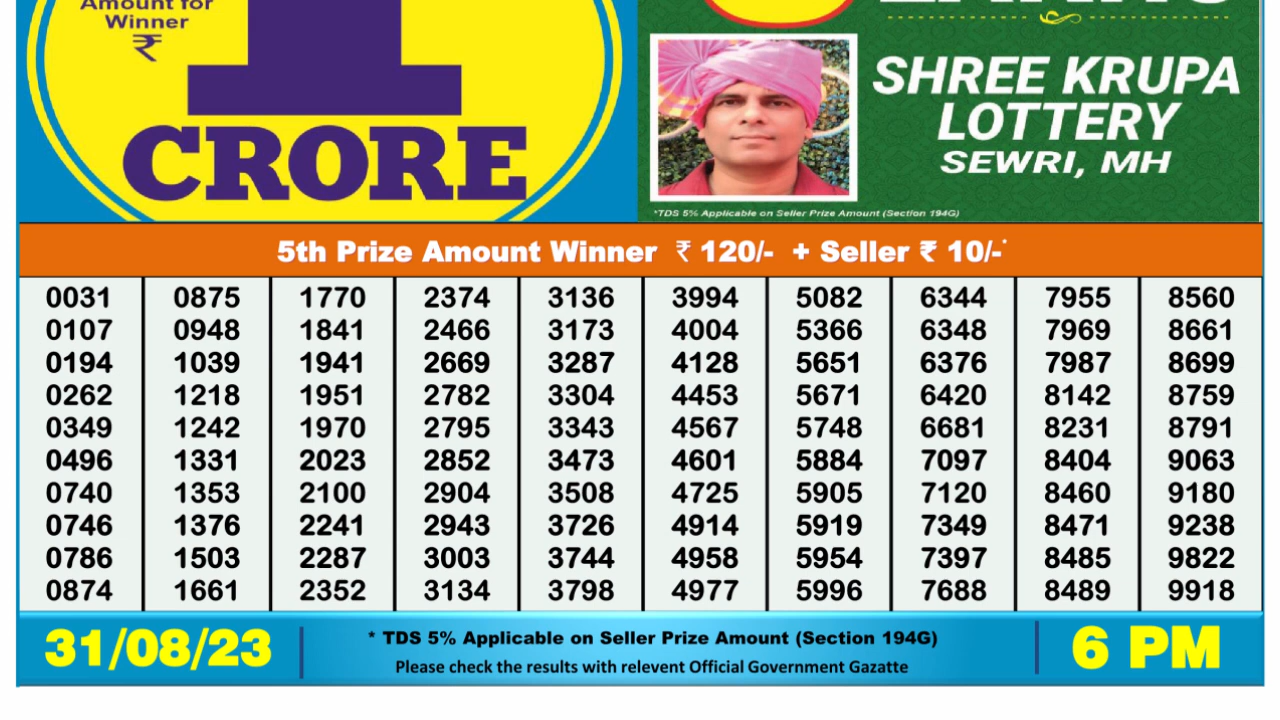 Amount for
Winner
₹
1
CRORE
SHREE KRUPA
LOTTERY
SEWRI, MH
*TDS 5% Applicable on Seller Prize Amount (Section 194G)
5th Prize Amount Winner ₹ 120/- + Seller ₹ 10/-*
0031 0875 1770 2374 3136 3994 5082 6344 7955 8560
0107 0948 1841 2466 3173 4004 5366 6348 7969 8661
0194 1039 1941 2669 3287 4128 5651 6376 7987 8699
0262 1218 1951 2782 3304 4453 5671 6420 8142 8759
0349 1242 1970 2795 3343 4567 5748 6681 8231 8791
0496 1331 2023 2852 3473 4601 5884 7097 8404 9063
0740 1353 2100 2904 3508 4725 5905 7120 8460 9180
0746 1376 2241 2943 3726 4914 5919 7349 8471 9238
0786 1503 2287 3003 3744 4958 5954 7397 8485 9822
0874 1661 2352 3134 3798 4977 5996 7688 8489 9918
31/08/23
* TDS 5% Applicable on Seller Prize Amount (Section 194G)
Please check the results with relevent Official Government Gazatte
6 PM